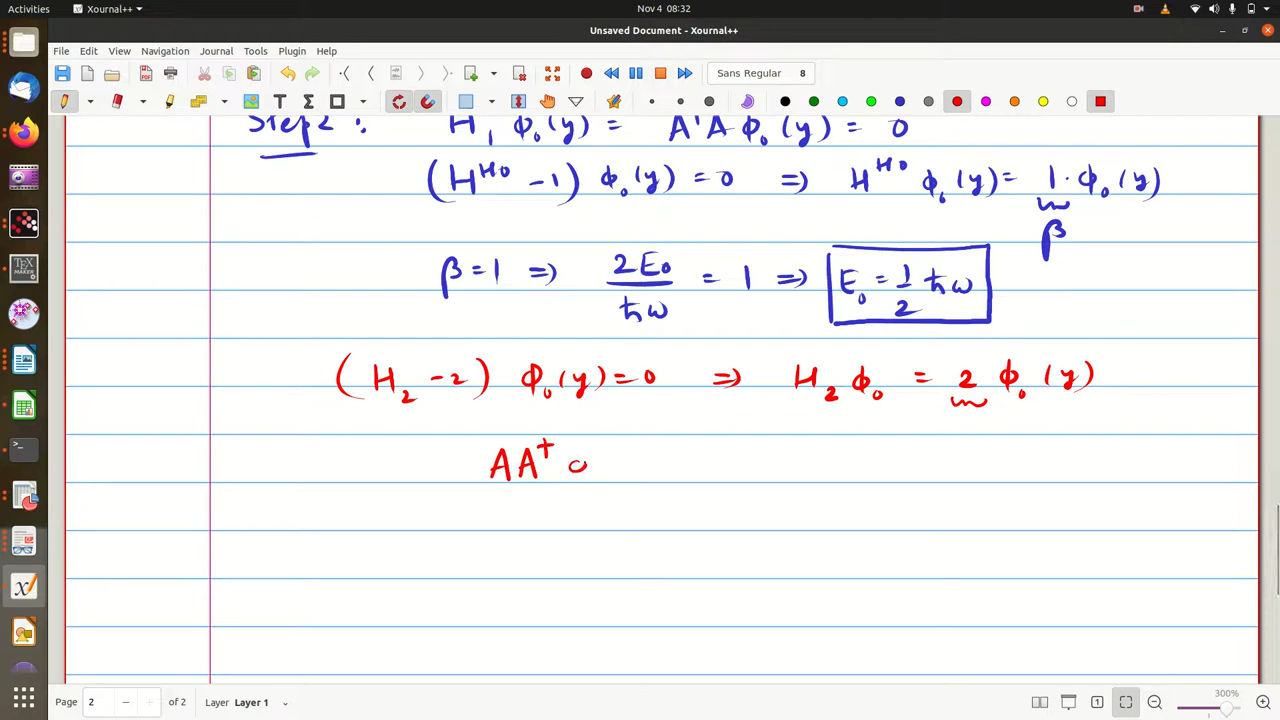 Activities
Xournal++
Nov 4 08:32
Unsaved Document - Xournal++
File Edit View Navigation Journal Tools Plugin Help
Sans Regular 8
Step 2 : H₁ φ₀(y) = A†A φ₀(y) = 0
(H^HO - 1) φ₀(y) = 0 ⇒ H^HO φ₀(y) = 1. φ₀(y)
β
β = 1 ⇒ 2E₀/ħω = 1 ⇒ E₀ = 1/2 ħω
(H₂ - 2) φ₀(y) = 0 ⇒ H₂ φ₀ = 2 φ₀(y)
AA†
Page 2 of 2 Layer Layer 1
300%